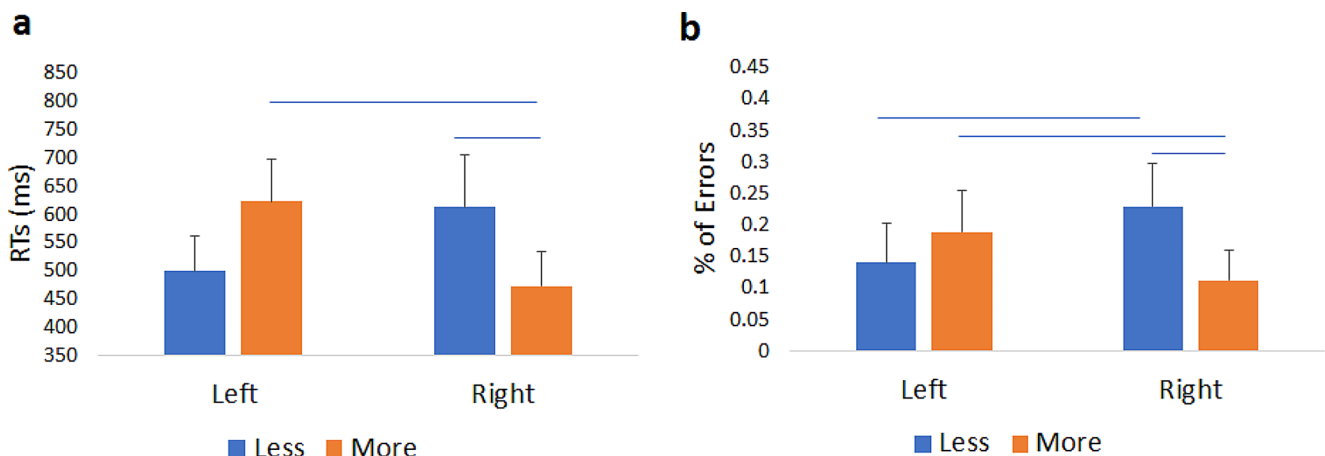 a
850
800
750
700
650
600
550
500
450
400
350
RTs (ms)
Left Right
Less More
b
0.45
0.4
0.35
0.3
0.25
0.2
0.15
0.1
0.05
0
% of Errors
Left Right
Less More